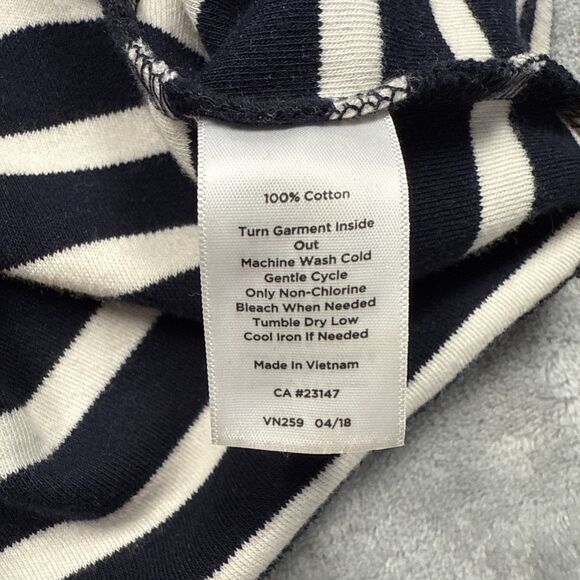 100% Cotton
Turn Garment Inside
Out
Machine Wash Cold
Gentle Cycle
Only Non-Chlorine
Bleach When Needed
Tumble Dry Low
Cool Iron If Needed
Made In Vietnam
CA #23147
VN259 04/18